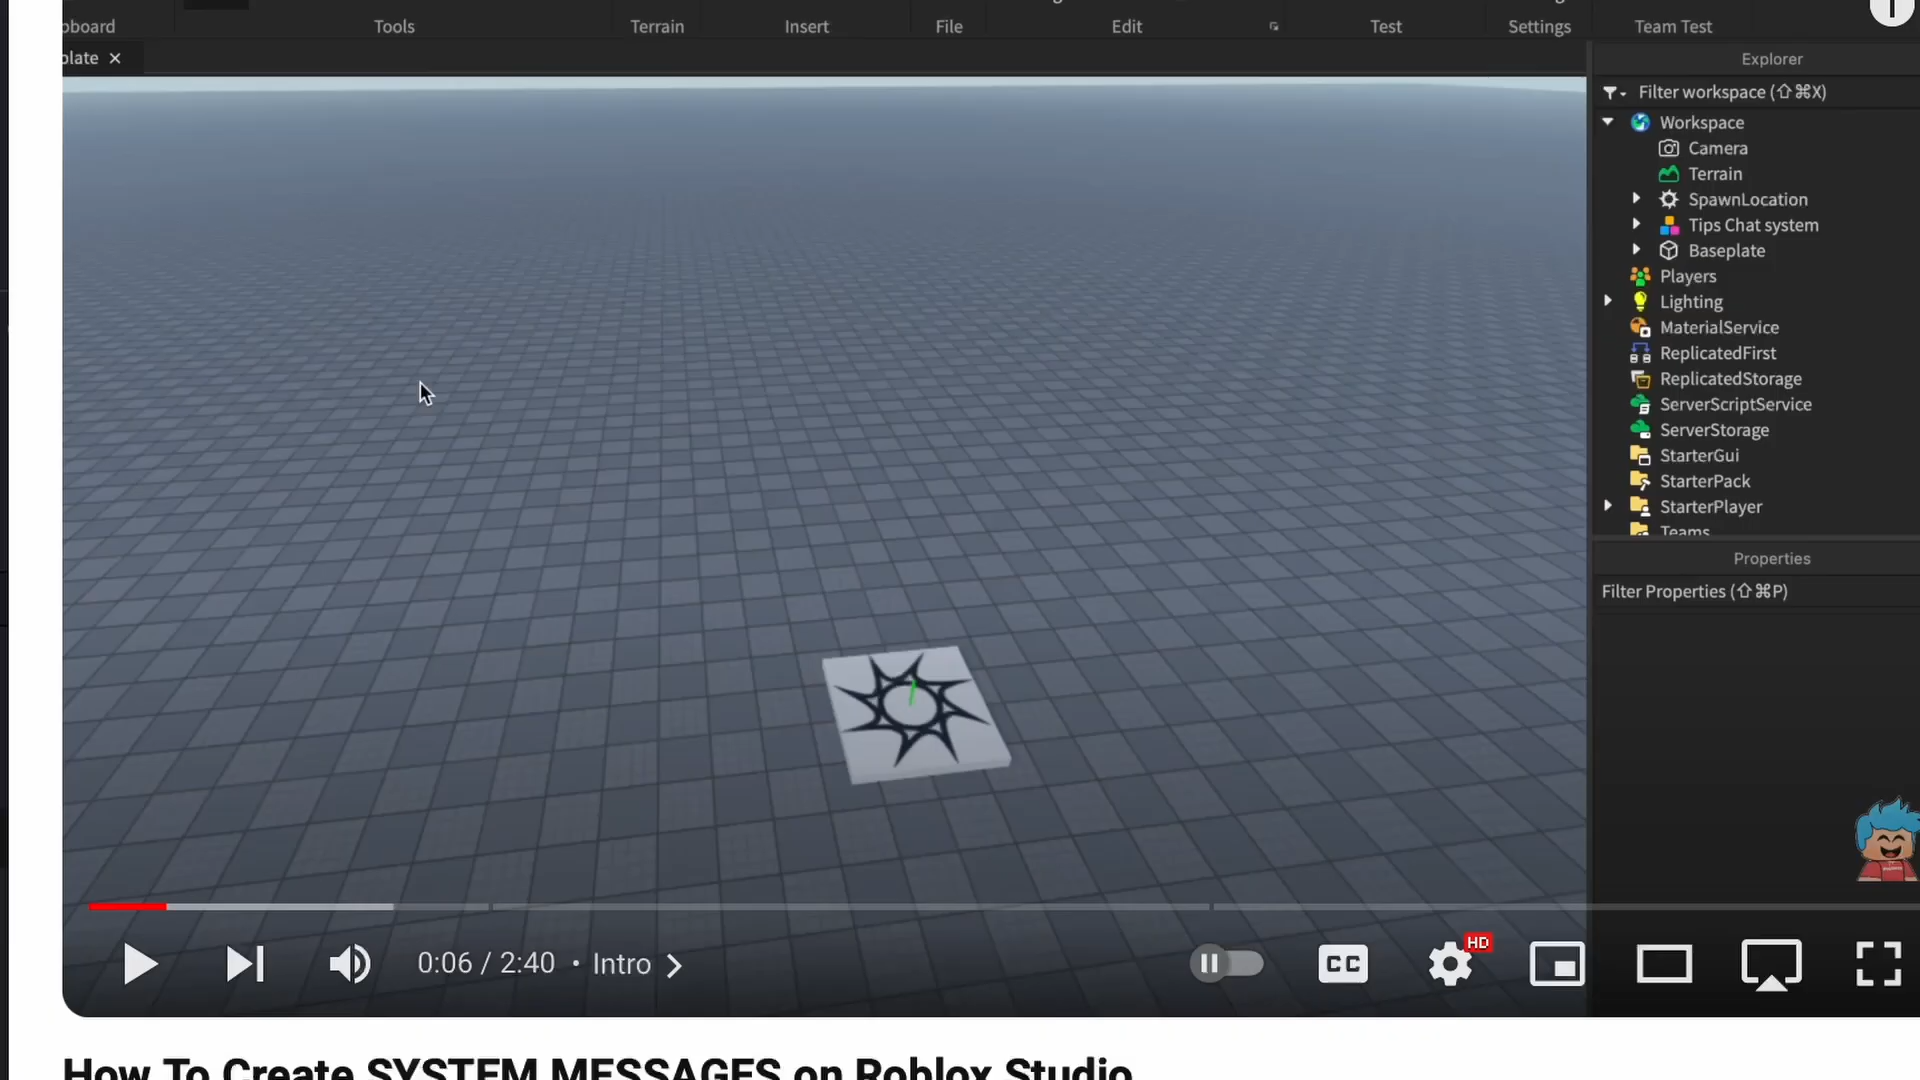 Tools Terrain Insert File Edit Test Settings Team Test
Explorer
Filter workspace (⇧⌘X)
Workspace
Camera
Terrain
SpawnLocation
Tips Chat system
Baseplate
Players
Lighting
MaterialService
ReplicatedFirst
ReplicatedStorage
ServerScriptService
ServerStorage
StarterGui
StarterPack
StarterPlayer
Teams
Properties
Filter Properties (⇧⌘P)
0:06 / 2:40 • Intro
CC
HD
How To Create SYSTEM MESSAGES on Roblox Studio